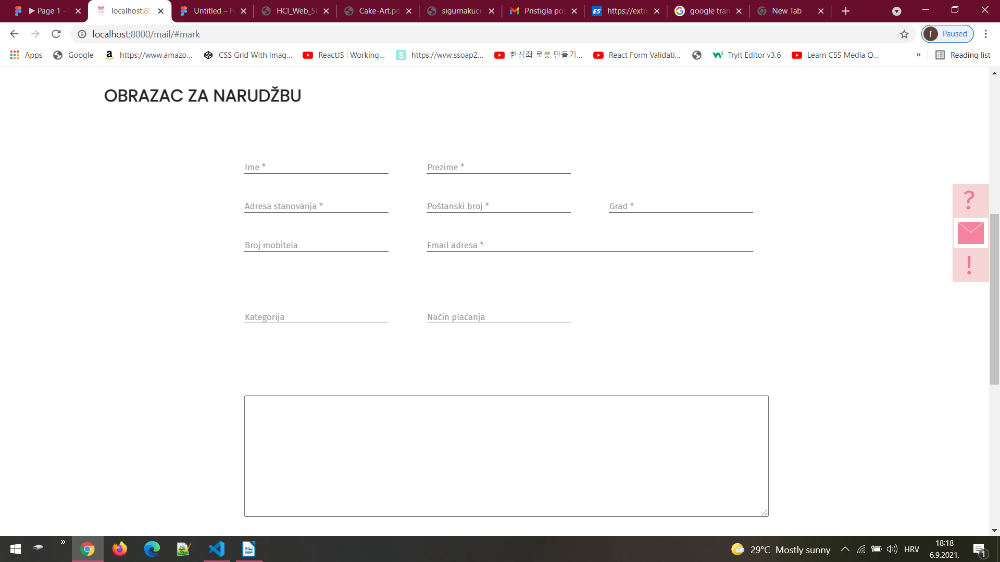 Page 1 -
localhost:80
Untitled – F
HCI_Web_S
Cake-Art.pd
sigurnakuci
Pristigla po
https://extr
google tran
New Tab
localhost:8000/mail/#mark
f Paused
Apps
Google
https://www.amazo...
CSS Grid With Imag...
ReactJS : Working...
https://www.ssoap2...
한심좌 로봇 만들기...
React Form Validati...
Tryit Editor v3.6
Learn CSS Media Q...
»
Reading list
OBRAZAC ZA NARUDŽBU
Ime *
Prezime *
Adresa stanovanja *
Poštanski broj *
Grad *
Broj mobitela
Email adresa *
Kategorija
Način plaćanja
?
!
29°C Mostly sunny
HRV
18:18
6.9.2021.
1